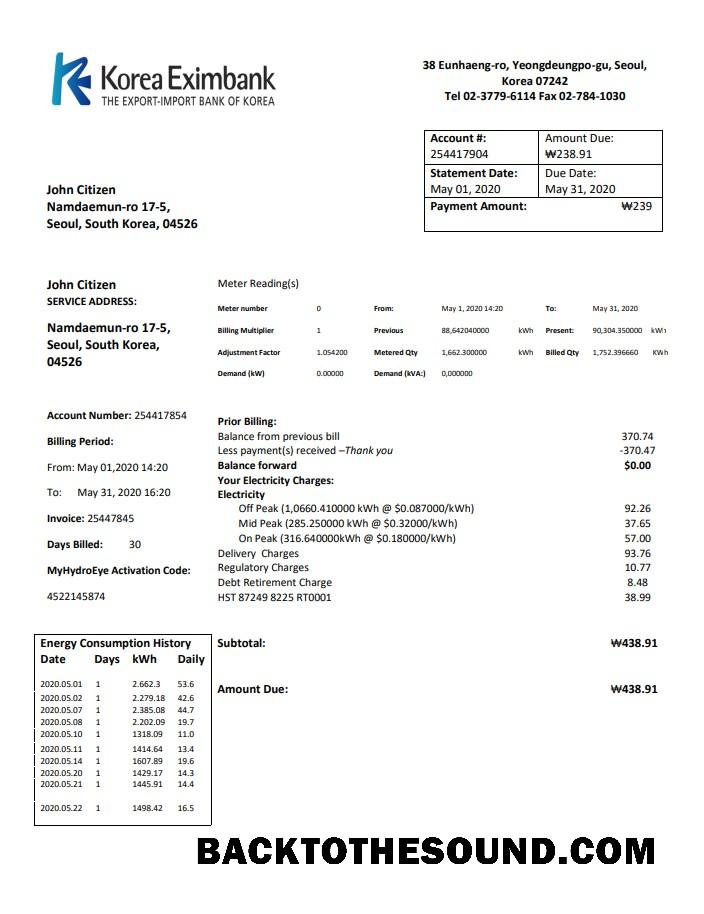 Korea Eximbank
THE EXPORT-IMPORT BANK OF KOREA
38 Eunhaeng-ro, Yeongdeungpo-gu, Seoul,
Korea 07242
Tel 02-3779-6114 Fax 02-784-1030
Account #: Amount Due:
254417904 ₩238.91
Statement Date: Due Date:
May 01, 2020 May 31, 2020
Payment Amount: ₩239
John Citizen
Namdaemun-ro 17-5,
Seoul, South Korea, 04526
John Citizen
SERVICE ADDRESS:
Namdaemun-ro 17-5,
Seoul, South Korea,
04526
Meter Reading(s)
Meter number 0 From: May 1, 2020 14:20 To: May 31, 2020
Billing Multiplier 1 Previous 88,642040000 kWh Present: 90,304.350000 kWh
Adjustment Factor 1.054200 Metered Qty 1,662.300000 kWh Billed Qty 1,752.396660 KWh
Demand (kW) 0.00000 Demand (kVA:) 0,000000
Account Number: 254417854
Billing Period:
From: May 01,2020 14:20
To: May 31, 2020 16:20
Invoice: 25447845
Days Billed: 30
MyHydroEye Activation Code:
4522145874
Prior Billing:
Balance from previous bill 370.74
Less payment(s) received –Thank you -370.47
Balance forward $0.00
Your Electricity Charges:
Electricity
Off Peak (1,0660.410000 kWh @ $0.087000/kWh) 92.26
Mid Peak (285.250000 kWh @ $0.32000/kWh) 37.65
On Peak (316.640000kWh @ $0.180000/kWh) 57.00
Delivery Charges 93.76
Regulatory Charges 10.77
Debt Retirement Charge 8.48
HST 87249 8225 RT0001 38.99
Subtotal: ₩438.91
Amount Due: ₩438.91
Energy Consumption History
Date Days kWh Daily
2020.05.01 1 2.662.3 53.6
2020.05.02 1 2.279.18 42.6
2020.05.07 1 2.385.08 44.7
2020.05.08 1 2.202.09 19.7
2020.05.10 1 1318.09 11.0
2020.05.11 1 1414.64 13.4
2020.05.14 1 1607.89 19.6
2020.05.20 1 1429.17 14.3
2020.05.21 1 1445.91 14.4
2020.05.22 1 1498.42 16.5
BACKTOTHESOUND.COM